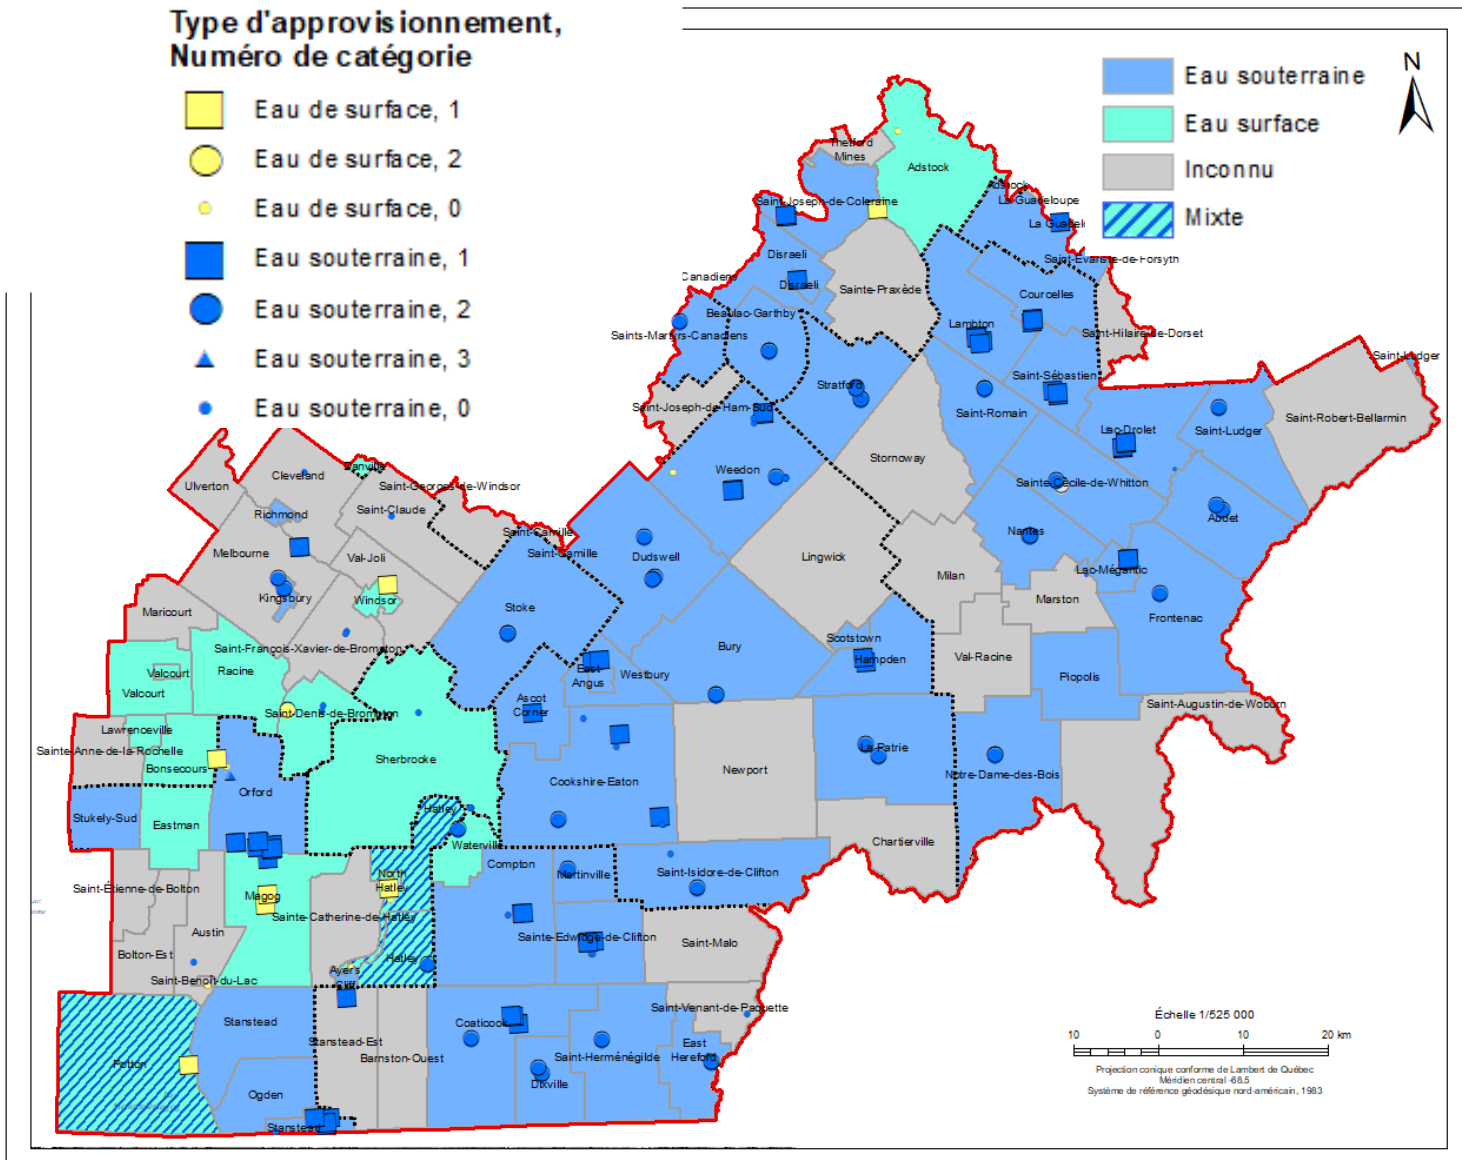 Type d'approvisionnement,
Numéro de catégorie
Eau de surface, 1
Eau de surface, 2
Eau de surface, 0
Eau souterraine, 1
Eau souterraine, 2
Eau souterraine, 3
Eau souterraine, 0
Eau souterraine
Eau surface
Inconnu
Mixte
N
Thetford
Mines
Adstock
Adstock
La Guadeloupe
La Guadel
Saint-Joseph-de-Coleraine
Saint-Evariste-de-Forsyth
Disraeli
Disraeli
Canadiens
Sainte-Praxède
Courcelles
Beaulac-Garthby
Lambton
Saint-Hilaire-de-Dorset
Saints-Martyrs-Canadiens
Saint-Ludger
Stratford
Saint-Sébastien
Saint-Joseph-de-Ham-Sud
Saint-Romain
Saint-Robert-Bellarmin
Lac-Drolet
Saint-Ludger
Stornoway
Weedon
Danville
Cleveland
Ulverton
Saint-Georges-de-Windsor
Sainte-Cécile-de-Whitton
Saint-Claude
Richmond
Audet
Nantes
Saint-Camille
Saint-Camille
Melbourne
Val-Joli
Dudswell
Lingwick
Lac-Mégantic
Milan
Kingsbury
Windsor
Marston
Maricourt
Stoke
Frontenac
Scotstown
Saint-François-Xavier-de-Brompton
Bury
Hampden
Val-Racine
Racine
Valcourt
East
Angus
Westbury
Piopolis
Valcourt
Ascot
Corner
Saint-Augustin-de-Woburn
Saint-Denis-de-Brompton
Lawrenceville
Sainte-Anne-de-la-Rochelle
La-Patrie
Sherbrooke
Bonsecours
Newport
Notre-Dame-des-Bois
Cookshire-Eaton
Orford
Hatley
Stukely-Sud
Eastman
Waterville
Chartierville
Compton
Martinville
Saint-Isidore-de-Clifton
North
Hatley
Saint-Étienne-de-Bolton
Magog
Sainte-Catherine-de-Hatley
Austin
Sainte-Edwidge-de-Clifton
Saint-Malo
Bolton-Est
Hatley
Ayer's
Cliff
Saint-Benoît-du-Lac
Saint-Venant-de-Paquette
Stanstead
Coaticook
Stanstead-Est
Barnston-Ouest
Saint-Herménégilde
East
Hereford
Potton
Dixville
Ogden
Stanstead
Échelle 1/525 000
10 0 10 20 km
Projection conique conforme de Lambert de Québec
Méridien central -68.5
Système de référence géodésique nord-américain, 1983